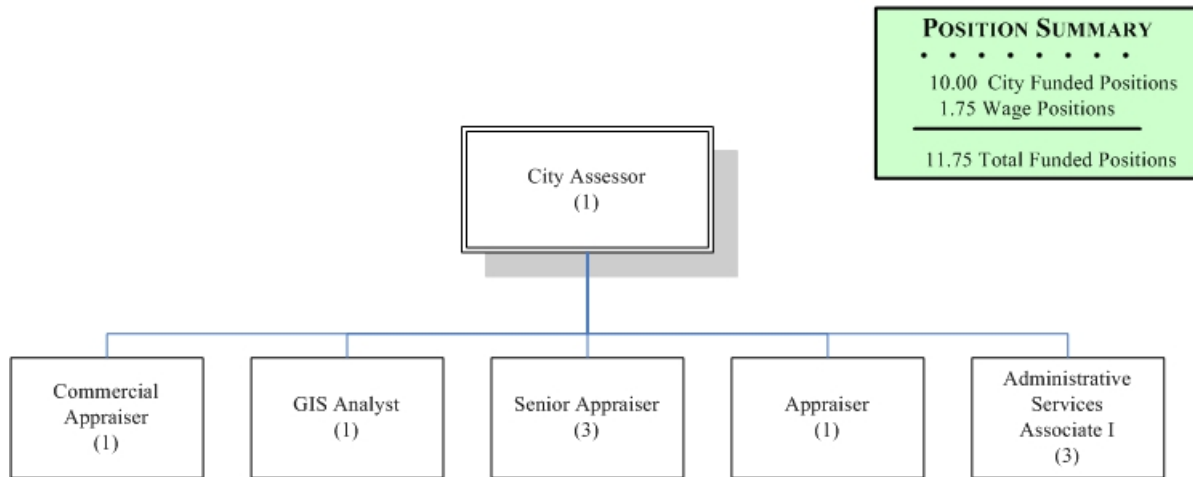 POSITION SUMMARY
10.00 City Funded Positions
1.75 Wage Positions
11.75 Total Funded Positions
City Assessor
(1)
Commercial
Appraiser
(1)
GIS Analyst
(1)
Senior Appraiser
(3)
Appraiser
(1)
Administrative
Services
Associate I
(3)